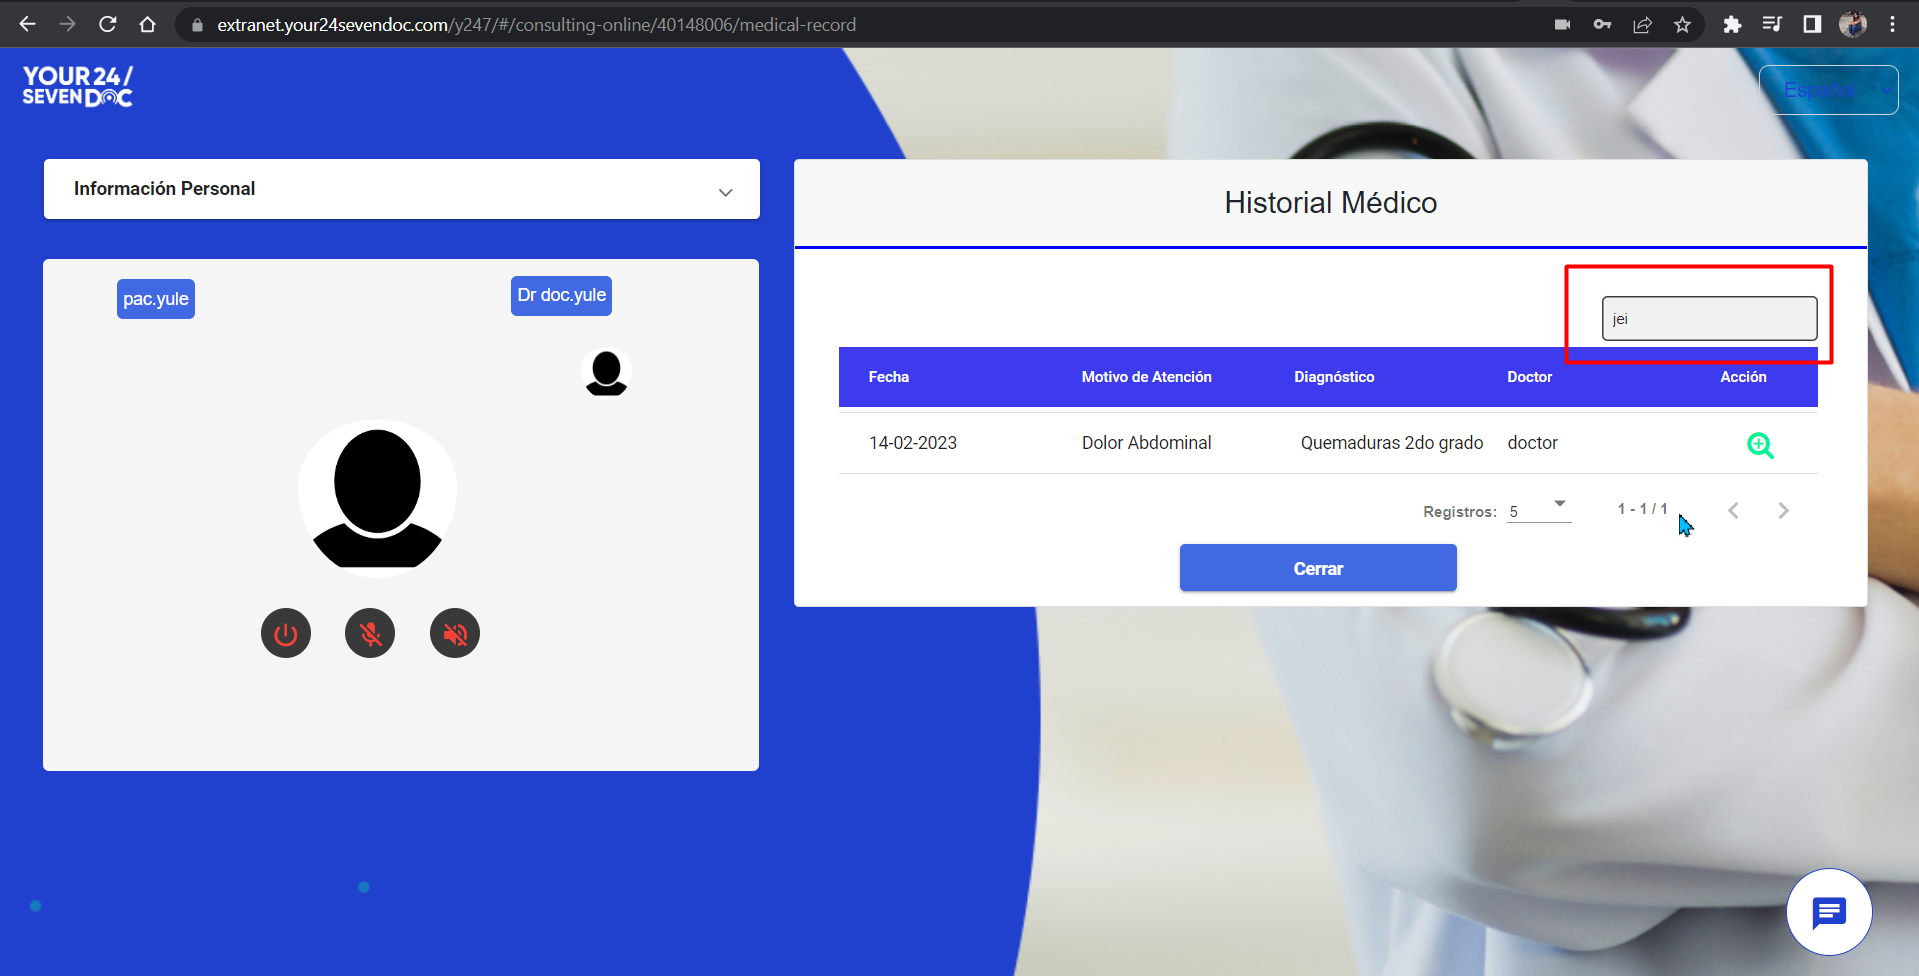 extranet.your24sevendoc.com/y247/#/consulting-online/40148006/medical-record
YOUR 24/
SEVEN DOC
Español
Información Personal
Historial Médico
pac.yule
Dr doc.yule
jei
Fecha Motivo de Atención Diagnóstico Doctor Acción
14-02-2023 Dolor Abdominal Quemaduras 2do grado doctor
Registros: 5 1 - 1 / 1
Cerrar